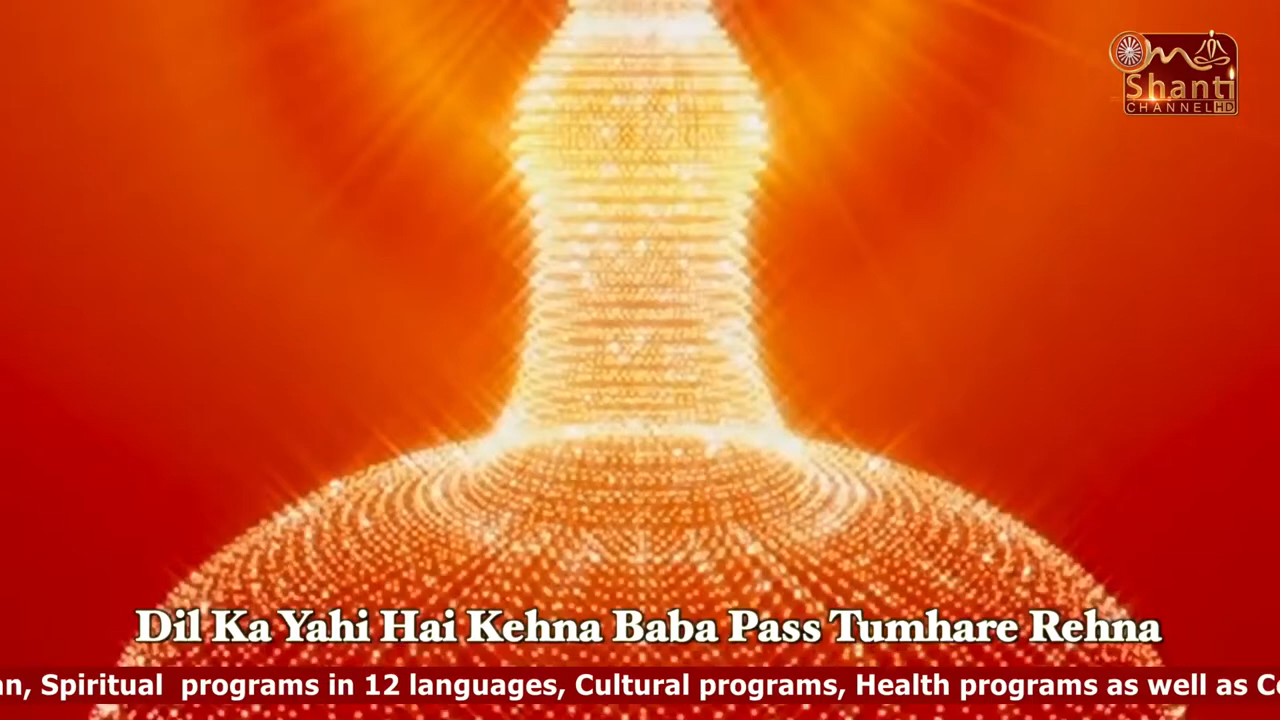 Om
Shanti
CHANNEL HD
Dil Ka Yahi Hai Kehna Baba Pass Tumhare Rehna
Spiritual programs in 12 languages, Cultural programs, Health programs as well as